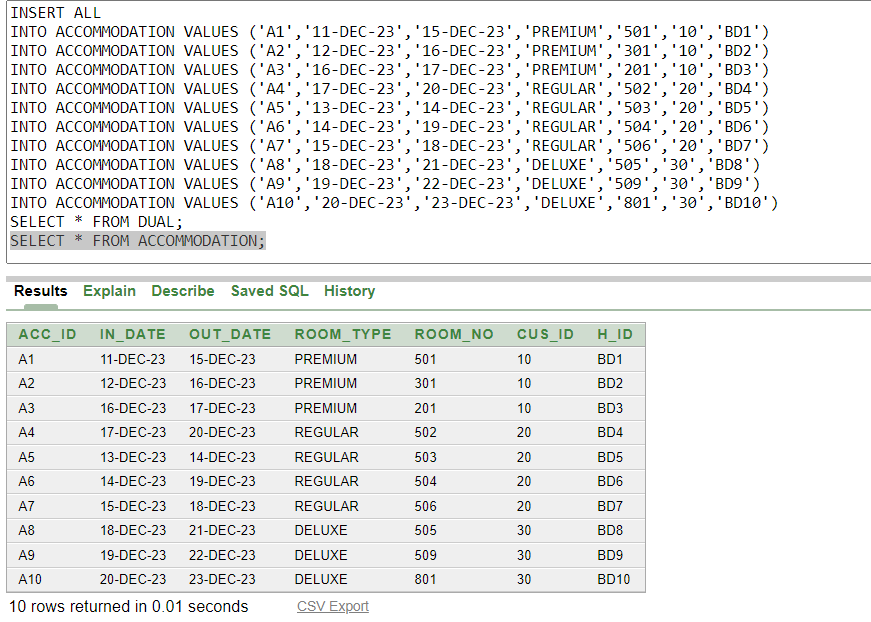 INSERT ALL
INTO ACCOMMODATION VALUES ('A1','11-DEC-23','15-DEC-23','PREMIUM','501','10','BD1')
INTO ACCOMMODATION VALUES ('A2','12-DEC-23','16-DEC-23','PREMIUM','301','10','BD2')
INTO ACCOMMODATION VALUES ('A3','16-DEC-23','17-DEC-23','PREMIUM','201','10','BD3')
INTO ACCOMMODATION VALUES ('A4','17-DEC-23','20-DEC-23','REGULAR','502','20','BD4')
INTO ACCOMMODATION VALUES ('A5','13-DEC-23','14-DEC-23','REGULAR','503','20','BD5')
INTO ACCOMMODATION VALUES ('A6','14-DEC-23','19-DEC-23','REGULAR','504','20','BD6')
INTO ACCOMMODATION VALUES ('A7','15-DEC-23','18-DEC-23','REGULAR','506','20','BD7')
INTO ACCOMMODATION VALUES ('A8','18-DEC-23','21-DEC-23','DELUXE','505','30','BD8')
INTO ACCOMMODATION VALUES ('A9','19-DEC-23','22-DEC-23','DELUXE','509','30','BD9')
INTO ACCOMMODATION VALUES ('A10','20-DEC-23','23-DEC-23','DELUXE','801','30','BD10')
SELECT * FROM DUAL;
SELECT * FROM ACCOMMODATION;
Results Explain Describe Saved SQL History
ACC_ID IN_DATE OUT_DATE ROOM_TYPE ROOM_NO CUS_ID H_ID
A1 11-DEC-23 15-DEC-23 PREMIUM 501 10 BD1
A2 12-DEC-23 16-DEC-23 PREMIUM 301 10 BD2
A3 16-DEC-23 17-DEC-23 PREMIUM 201 10 BD3
A4 17-DEC-23 20-DEC-23 REGULAR 502 20 BD4
A5 13-DEC-23 14-DEC-23 REGULAR 503 20 BD5
A6 14-DEC-23 19-DEC-23 REGULAR 504 20 BD6
A7 15-DEC-23 18-DEC-23 REGULAR 506 20 BD7
A8 18-DEC-23 21-DEC-23 DELUXE 505 30 BD8
A9 19-DEC-23 22-DEC-23 DELUXE 509 30 BD9
A10 20-DEC-23 23-DEC-23 DELUXE 801 30 BD10
10 rows returned in 0.01 seconds CSV Export